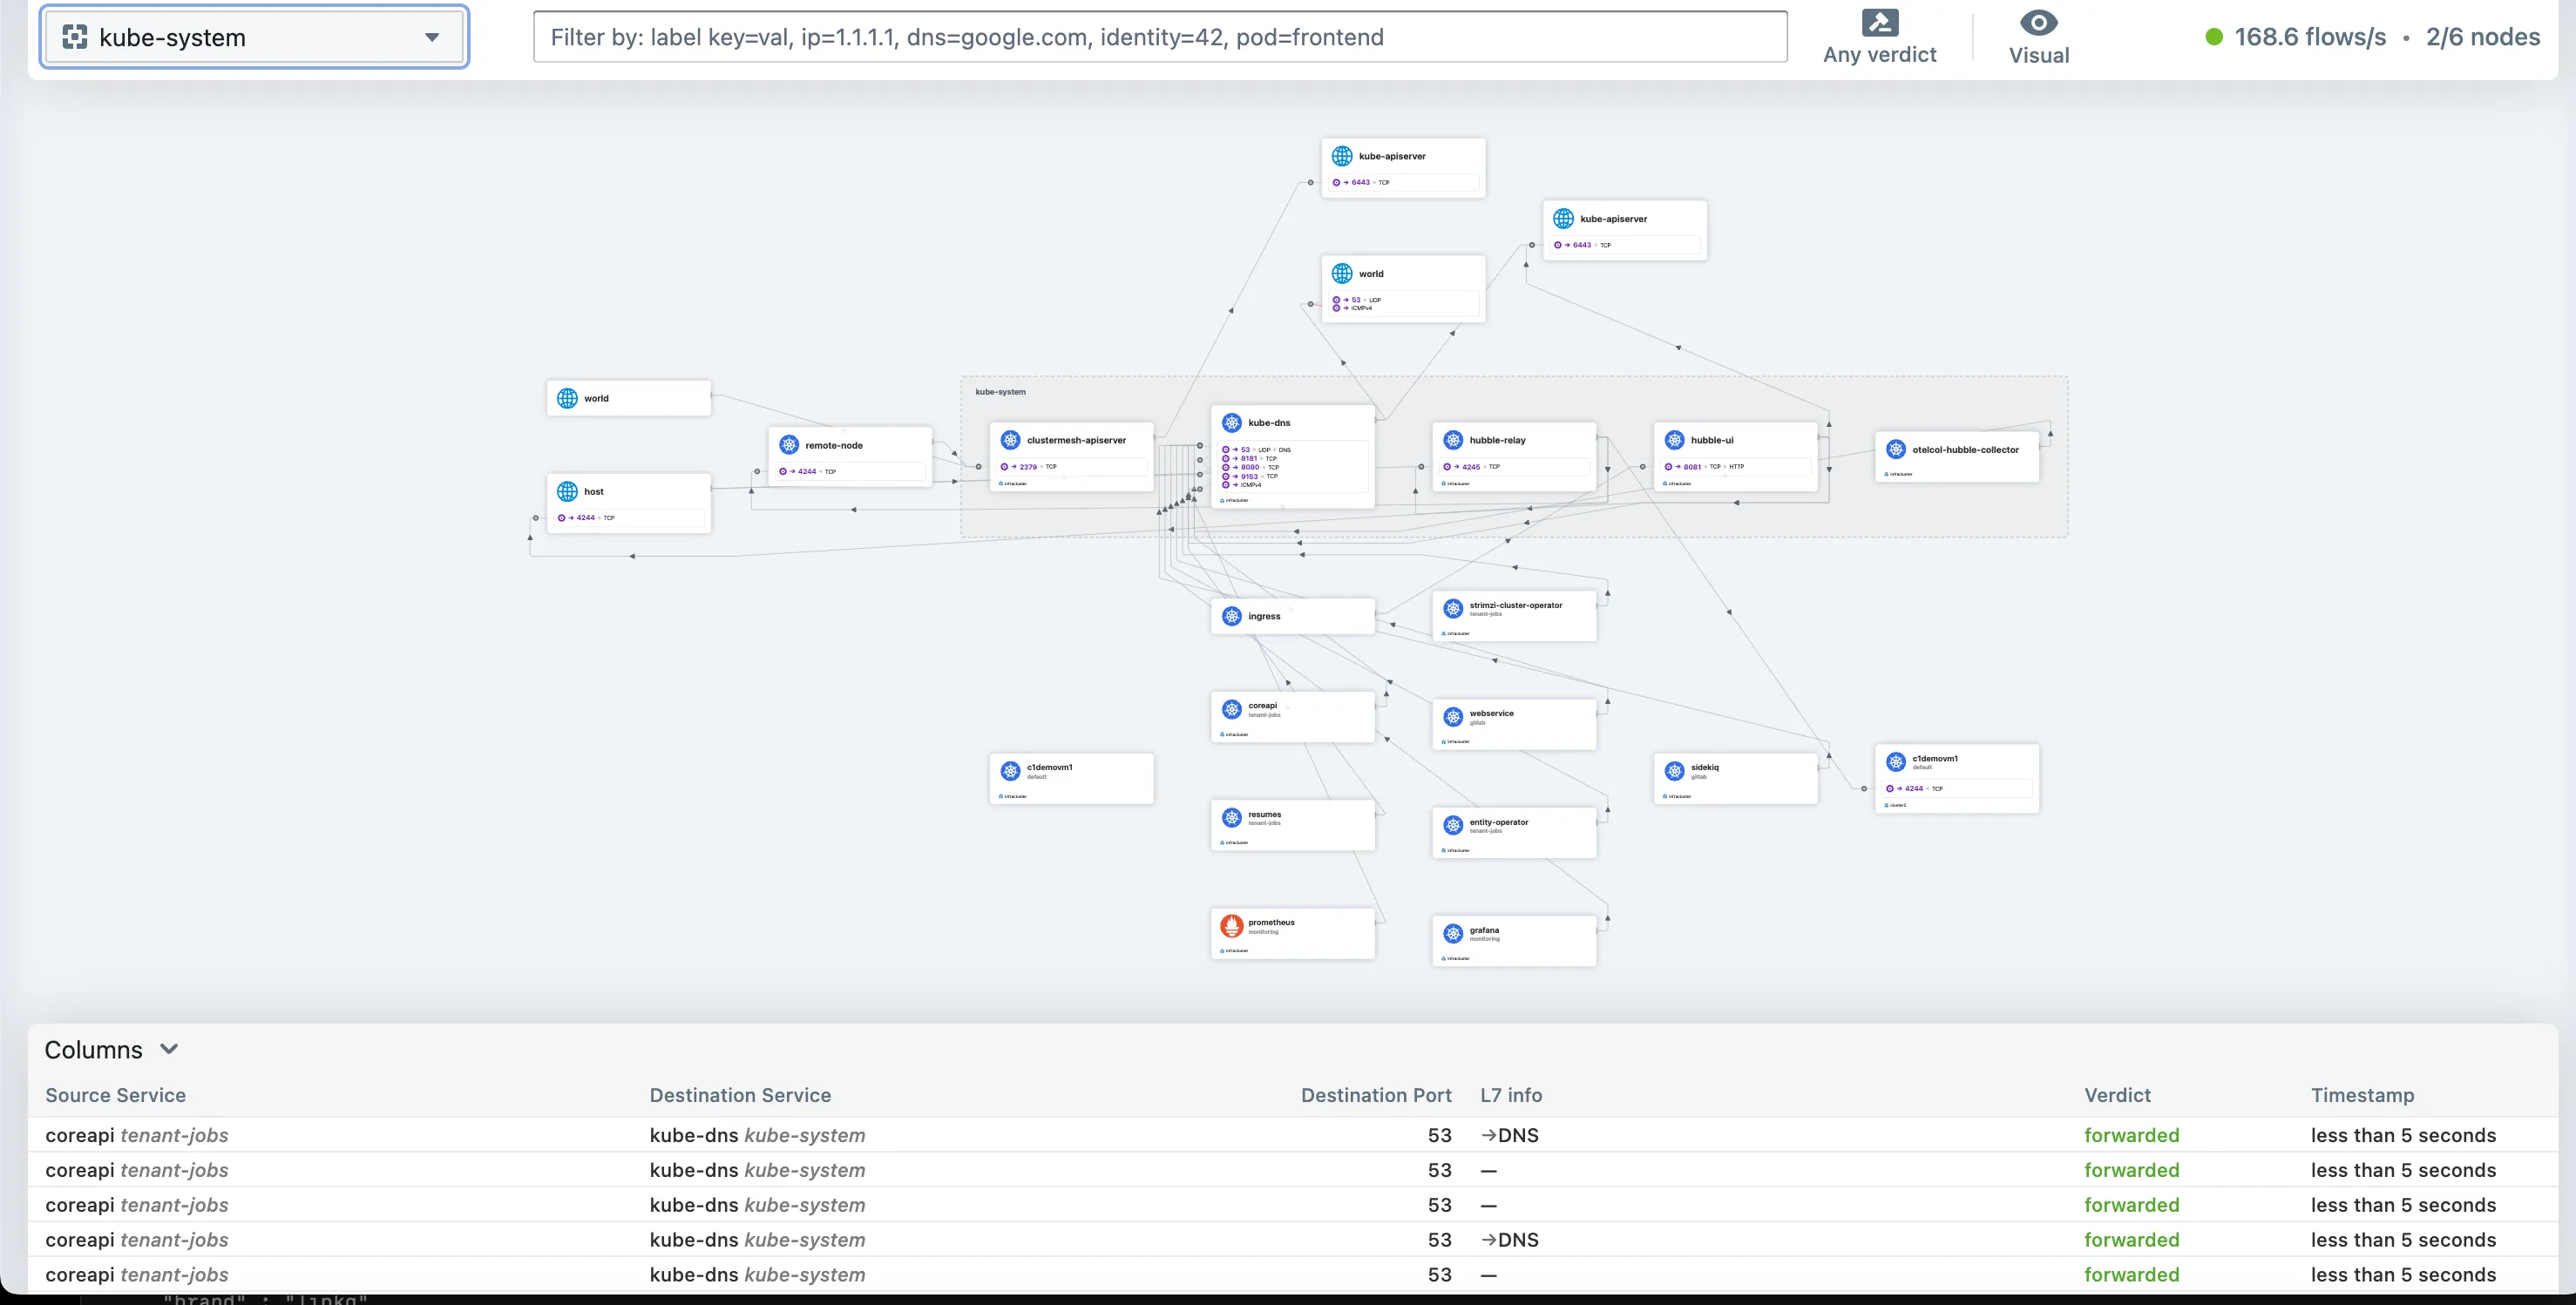 kube-system
Filter by: label key=val, ip=1.1.1.1, dns=google.com, identity=42, pod=frontend
Any verdict
Visual
168.6 flows/s • 2/6 nodes
kube-apiserver
→ 6443 • TCP
kube-apiserver
→ 6443 • TCP
world
→ 53 • UDP
→ ICMPv4
kube-system
world
remote-node
→ 4244 • TCP
host
→ 4244 • TCP
clustermesh-apiserver
→ 2379 • TCP
infracluster
kube-dns
→ 53 • UDP • DNS
→ 8181 • TCP
→ 8080 • TCP
→ 9153 • TCP
→ ICMPv4
infracluster
hubble-relay
→ 4245 • TCP
infracluster
hubble-ui
→ 8081 • TCP • HTTP
infracluster
otelcol-hubble-collector
infracluster
ingress
strimzi-cluster-operator
tenant-jobs
infracluster
coreapi
tenant-jobs
infracluster
webservice
gitlab
infracluster
c1demovm1
default
infracluster
sidekiq
gitlab
infracluster
c1demovm1
default
→ 4244 • TCP
cluster2
resumes
tenant-jobs
infracluster
entity-operator
tenant-jobs
infracluster
prometheus
monitoring
infracluster
grafana
monitoring
infracluster
Columns
Source Service Destination Service Destination Port L7 info Verdict Timestamp
coreapi tenant-jobs kube-dns kube-system 53 →DNS forwarded less than 5 seconds
coreapi tenant-jobs kube-dns kube-system 53 — forwarded less than 5 seconds
coreapi tenant-jobs kube-dns kube-system 53 — forwarded less than 5 seconds
coreapi tenant-jobs kube-dns kube-system 53 →DNS forwarded less than 5 seconds
coreapi tenant-jobs kube-dns kube-system 53 — forwarded less than 5 seconds